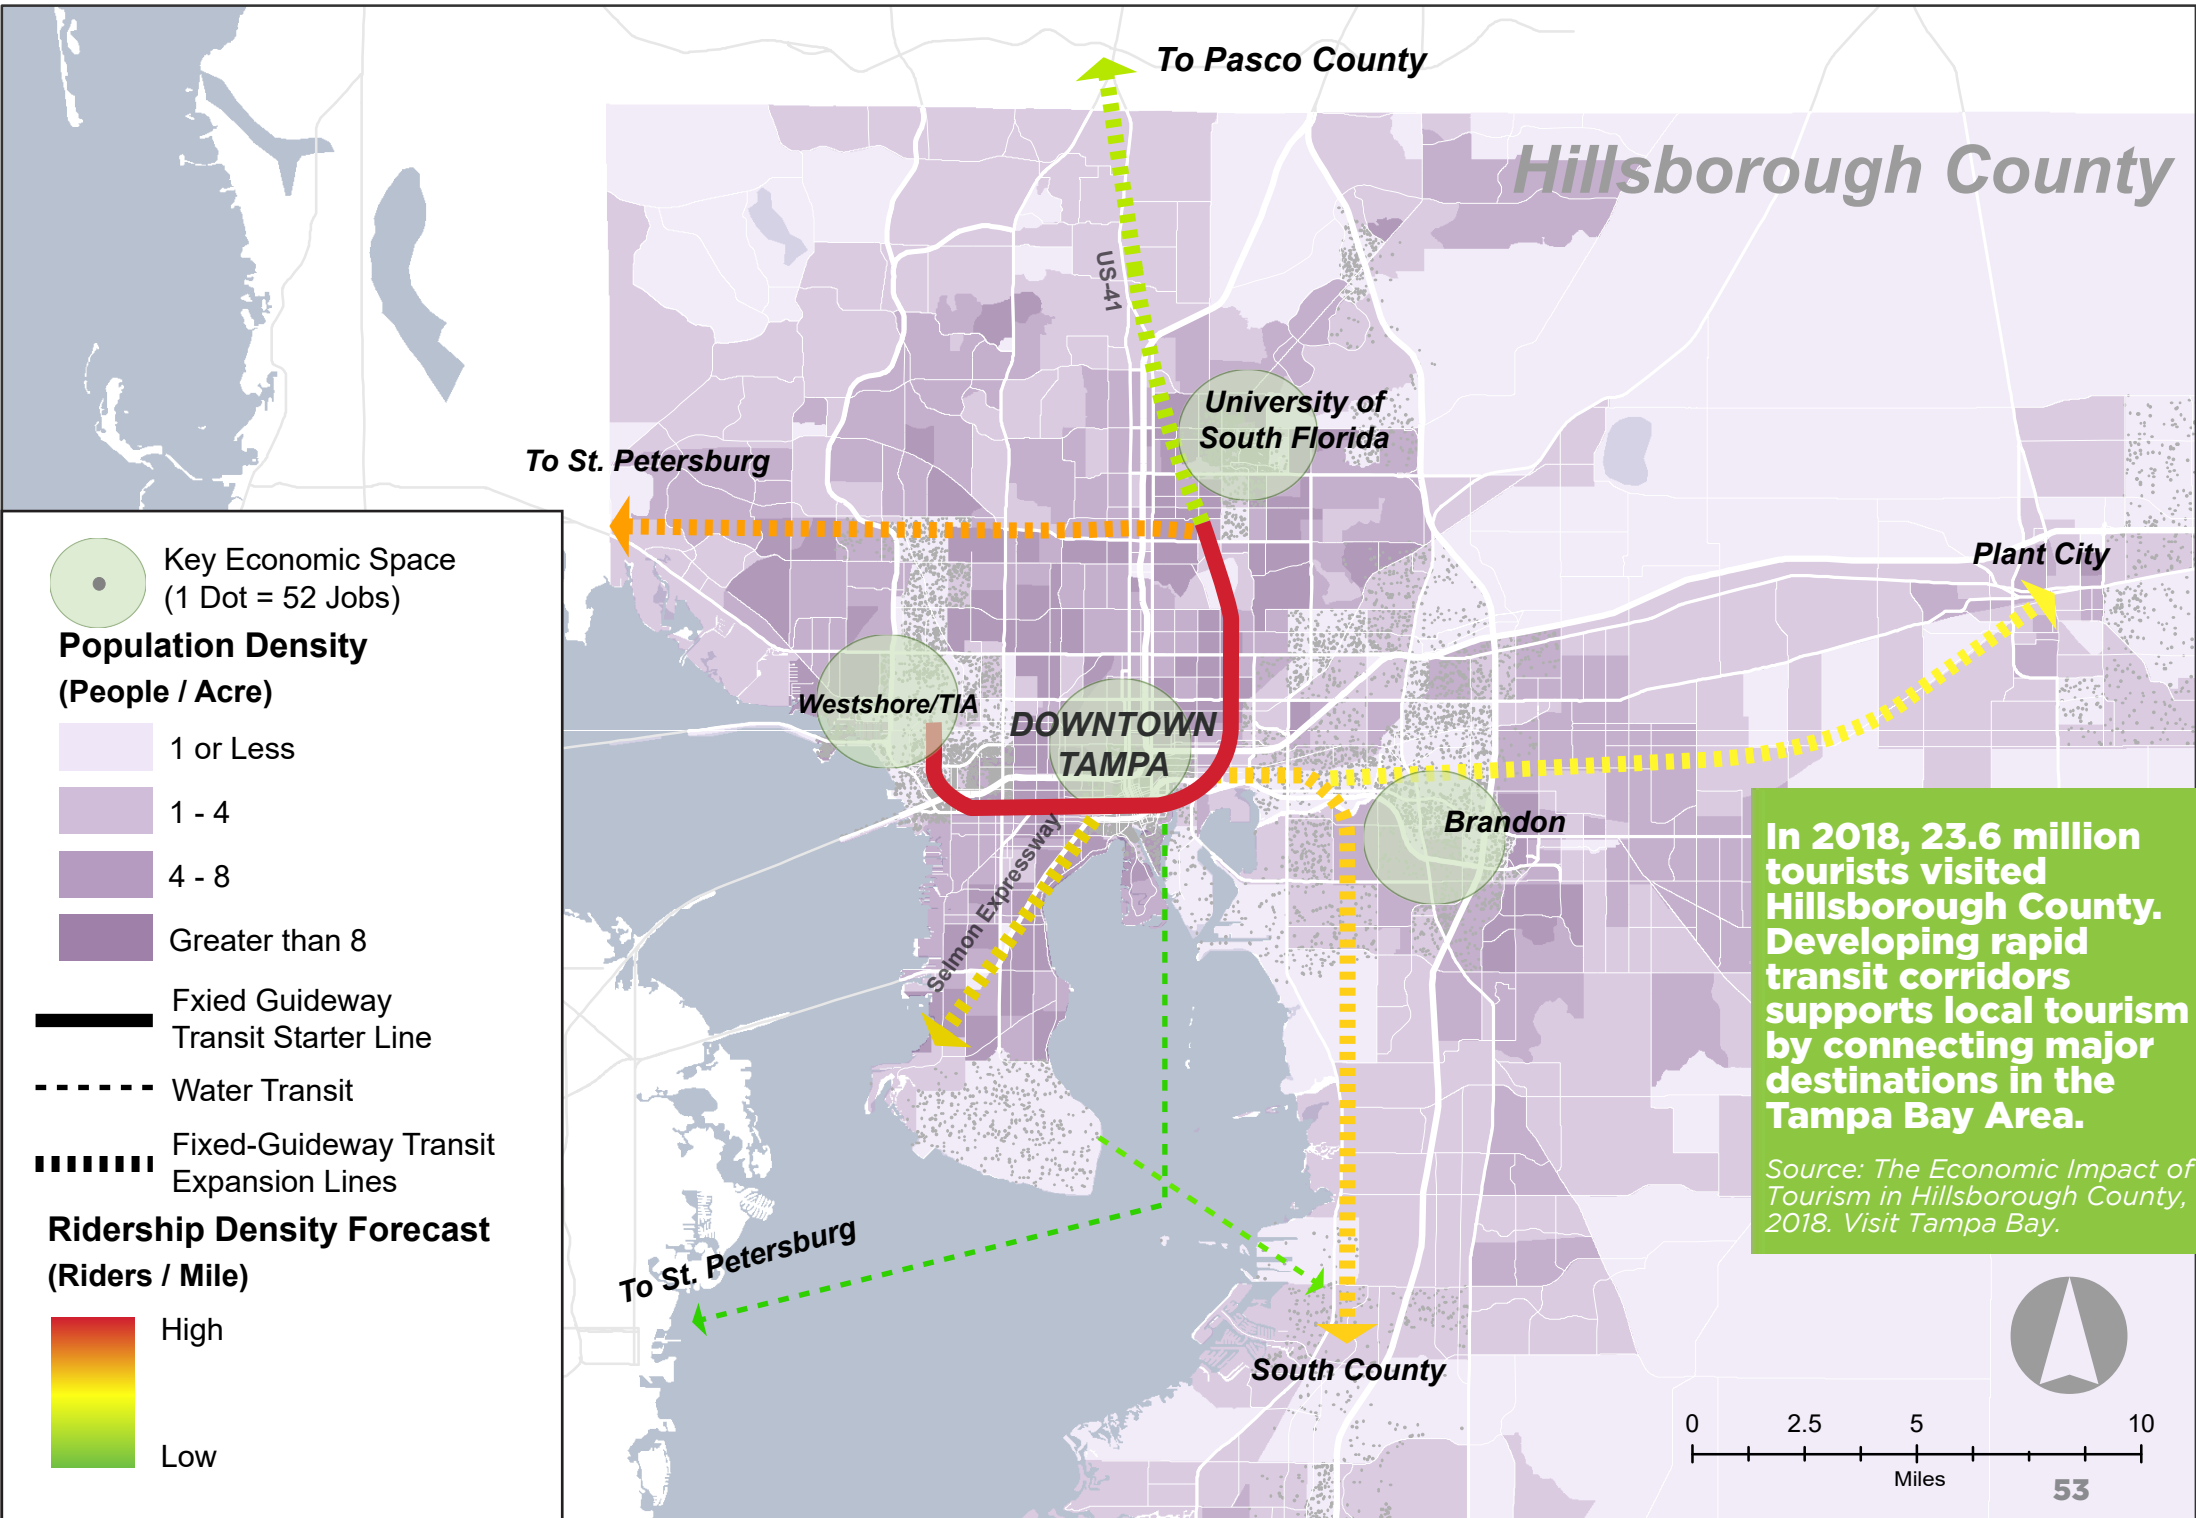 To Pasco County
Hillsborough County
US-41
University of
South Florida
To St. Petersburg
Plant City
Westshore/TIA
DOWNTOWN
TAMPA
Brandon
Selmon Expressway
To St. Petersburg
South County
Key Economic Space
(1 Dot = 52 Jobs)
Population Density
(People / Acre)
1 or Less
1 - 4
4 - 8
Greater than 8
Fxied Guideway
Transit Starter Line
Water Transit
Fixed-Guideway Transit
Expansion Lines
Ridership Density Forecast
(Riders / Mile)
High
Low
In 2018, 23.6 million
tourists visited
Hillsborough County.
Developing rapid
transit corridors
supports local tourism
by connecting major
destinations in the
Tampa Bay Area.
Source: The Economic Impact of
Tourism in Hillsborough County,
2018. Visit Tampa Bay.
0 2.5 5 10
Miles
53